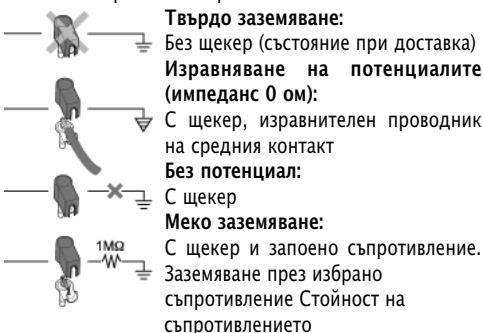 Твърдо заземяване:
Без щекер (състояние при доставка)
Изравняване на потенциалите
(импеданс 0 ом):
С щекер, изравнителен проводник
на средния контакт
Без потенциал:
С щекер
Меко заземяване:
1MΩ
С щекер и запоено съпротивление.
Заземяване през избрано
съпротивление Стойност на
съпротивлението